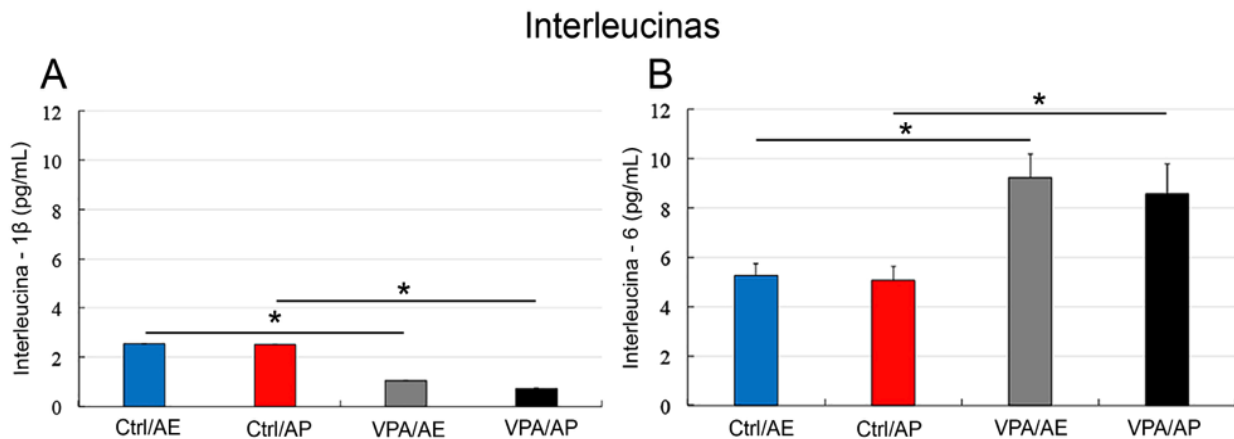 Interleucinas
A
Interleucina - 1β (pg/mL)
12
10
8
6
4
2
0
*
*
Ctrl/AE
Ctrl/AP
VPA/AE
VPA/AP
B
Interleucina - 6 (pg/mL)
12
10
8
6
4
2
0
*
*
Ctrl/AE
Ctrl/AP
VPA/AE
VPA/AP